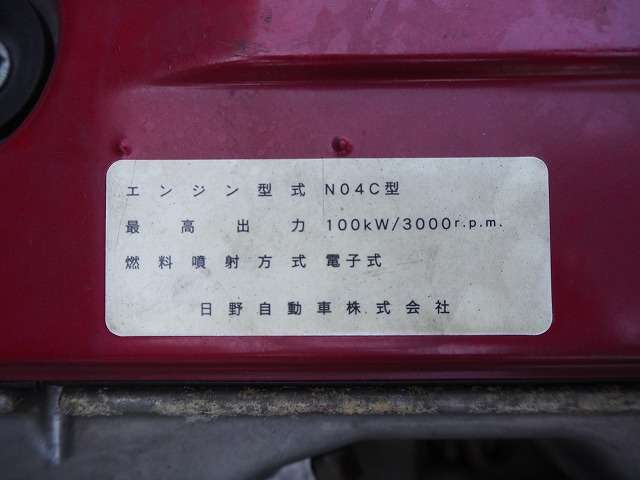 エンジン型式 N04C型
最高出力 100kW/3000r.p.m.
燃料噴射方式 電子式
日野自動車株式会社